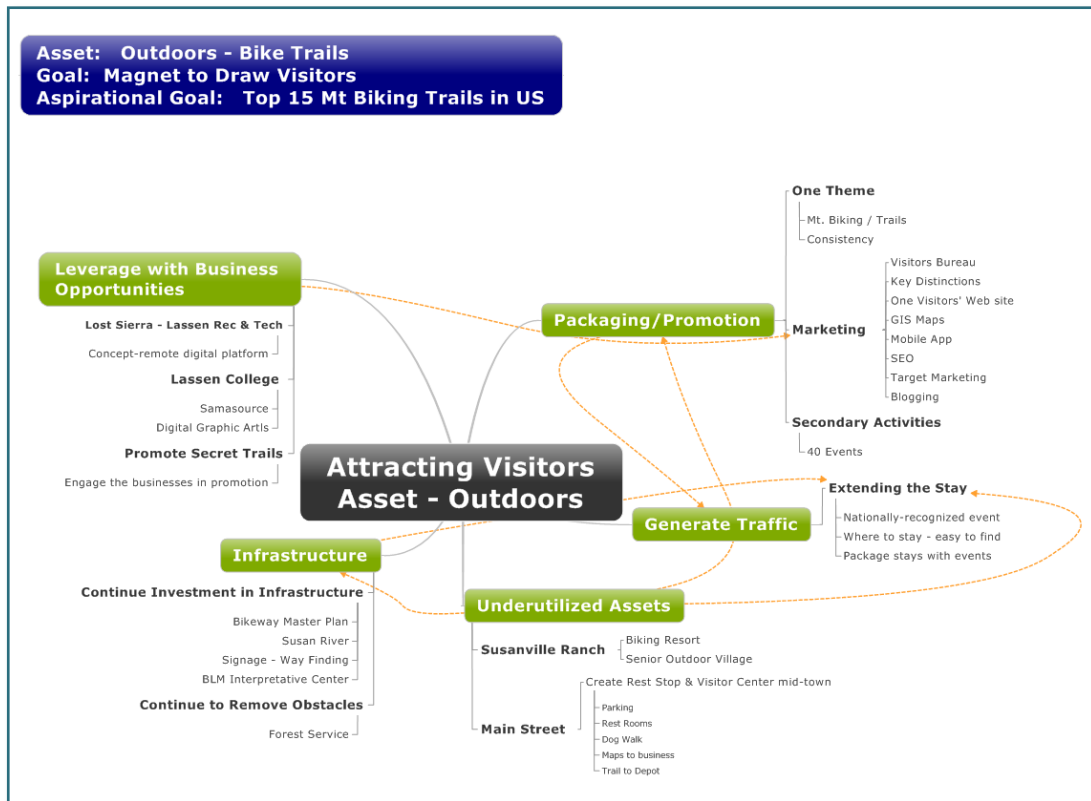 Asset:   Outdoors - Bike Trails
Goal:  Magnet to Draw Visitors
Aspirational Goal:   Top 15 Mt Biking Trails in US
Attracting Visitors
Asset - Outdoors
Leverage with Business
Opportunities
Lost Sierra - Lassen Rec & Tech
Concept-remote digital platform
Lassen College
Samasource
Digital Graphic Artls
Promote Secret Trails
Engage the businesses in promotion
Infrastructure
Continue Investment in Infrastructure
Bikeway Master Plan
Susan River
Signage - Way Finding
BLM Interpretative Center
Continue to Remove Obstacles
Forest Service
Packaging/Promotion
One Theme
Mt. Biking / Trails
Consistency
Marketing
Visitors Bureau
Key Distinctions
One Visitors' Web site
GIS Maps
Mobile App
SEO
Target Marketing
Blogging
Secondary Activities
40 Events
Generate Traffic
Extending the Stay
Nationally-recognized event
Where to stay - easy to find
Package stays with events
Underutilized Assets
Susanville Ranch
Biking Resort
Senior Outdoor Village
Main Street
Create Rest Stop & Visitor Center mid-town
Parking
Rest Rooms
Dog Walk
Maps to business
Trail to Depot